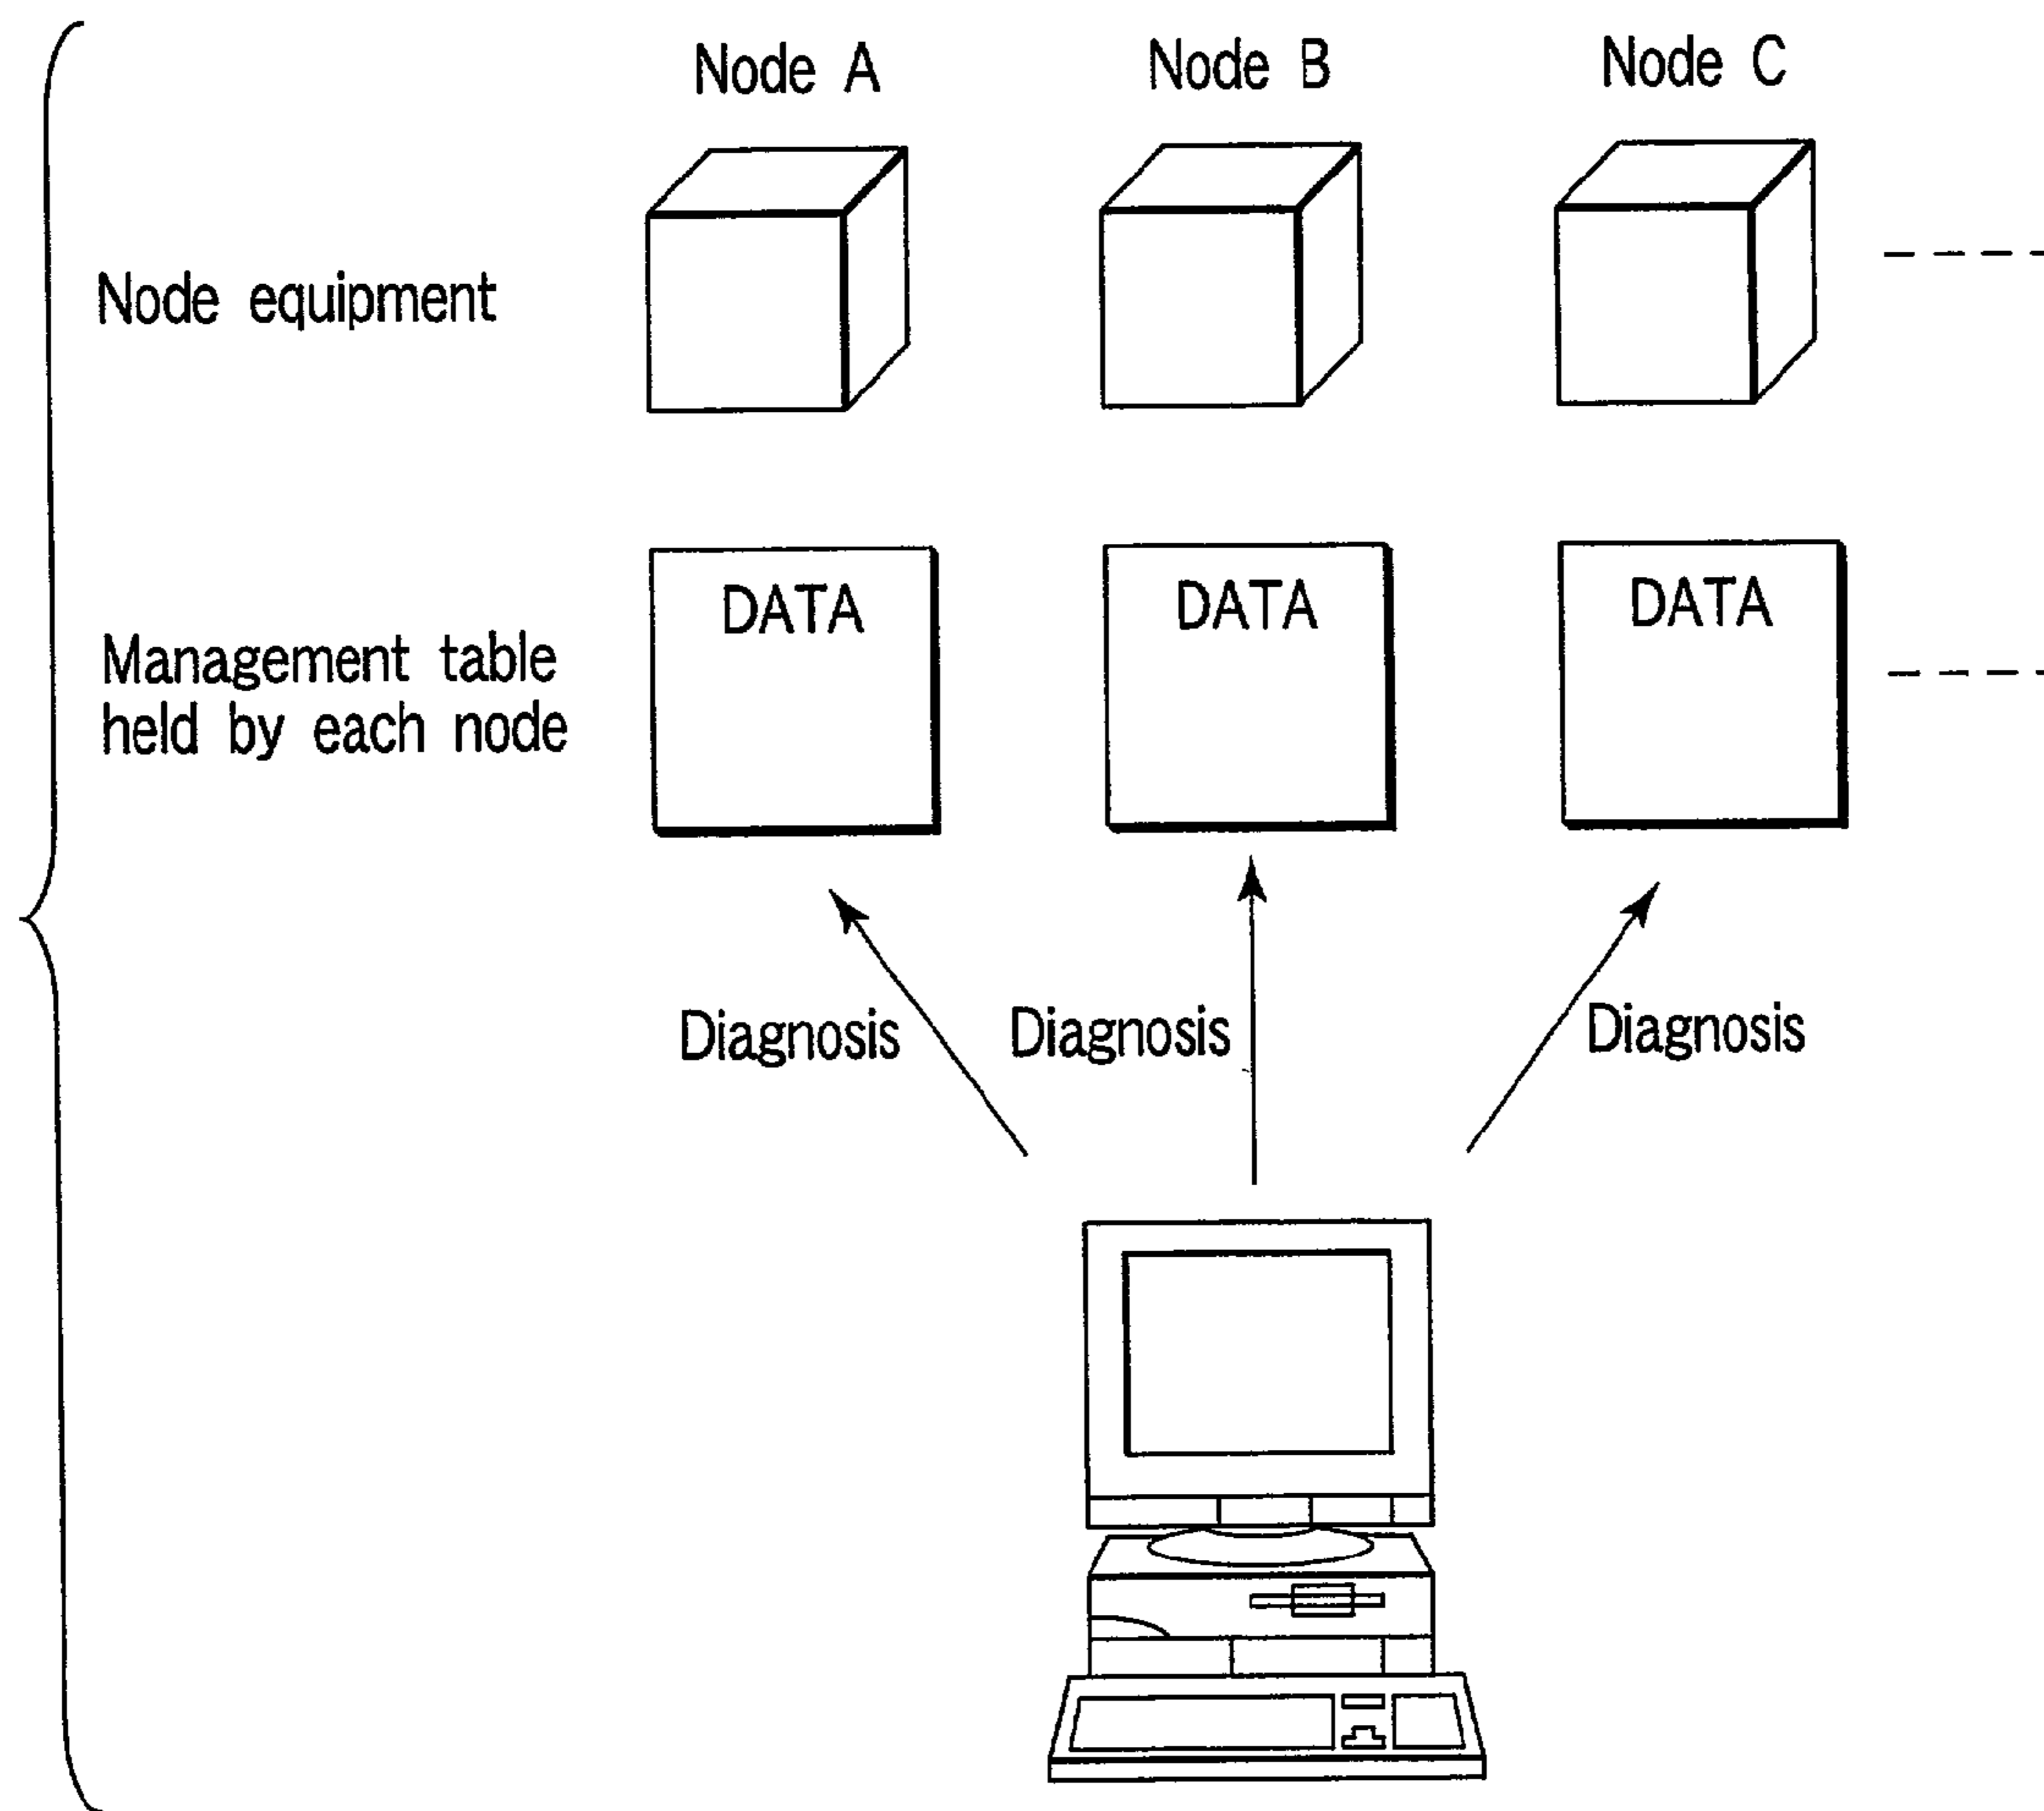 Node A Node B Node C
Node equipment
DATA DATA DATA
Management table
held by each node
Diagnosis Diagnosis Diagnosis